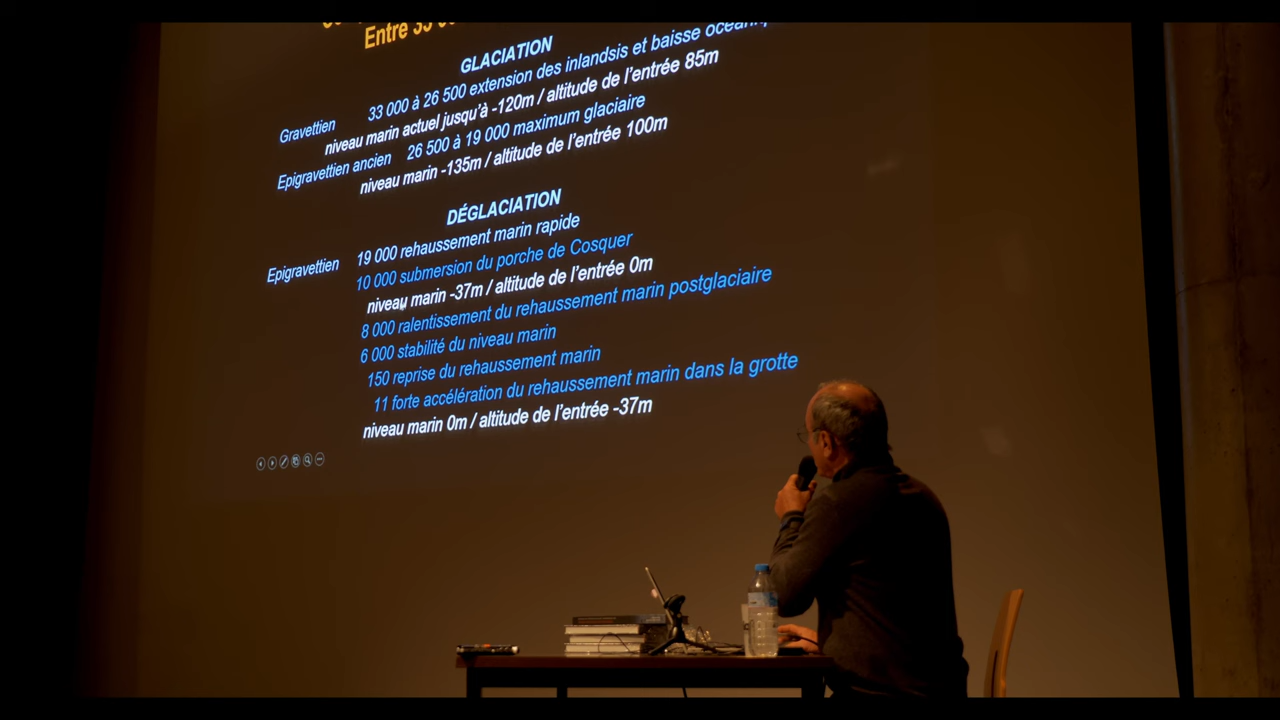 Entre 33
GLACIATION
33 000 à 26 500 extension des inlandsis et baisse
Gravettien
niveau marin actuel jusqu'à -120m / altitude de l'entrée 85m
Epigravettien ancien 26 500 à 19 000 maximum glaciaire
niveau marin -135m / altitude de l'entrée 100m
DÉGLACIATION
19 000 rehaussement marin rapide
Epigravettien
10 000 submersion du porche de Cosquer
niveau marin -37m / altitude de l'entrée 0m
8 000 ralentissement du rehaussement marin postglaciaire
6 000 stabilité du niveau marin
150 reprise du rehaussement marin
11 forte accélération du rehaussement marin dans la grotte
niveau marin 0m / altitude de l'entrée -37m